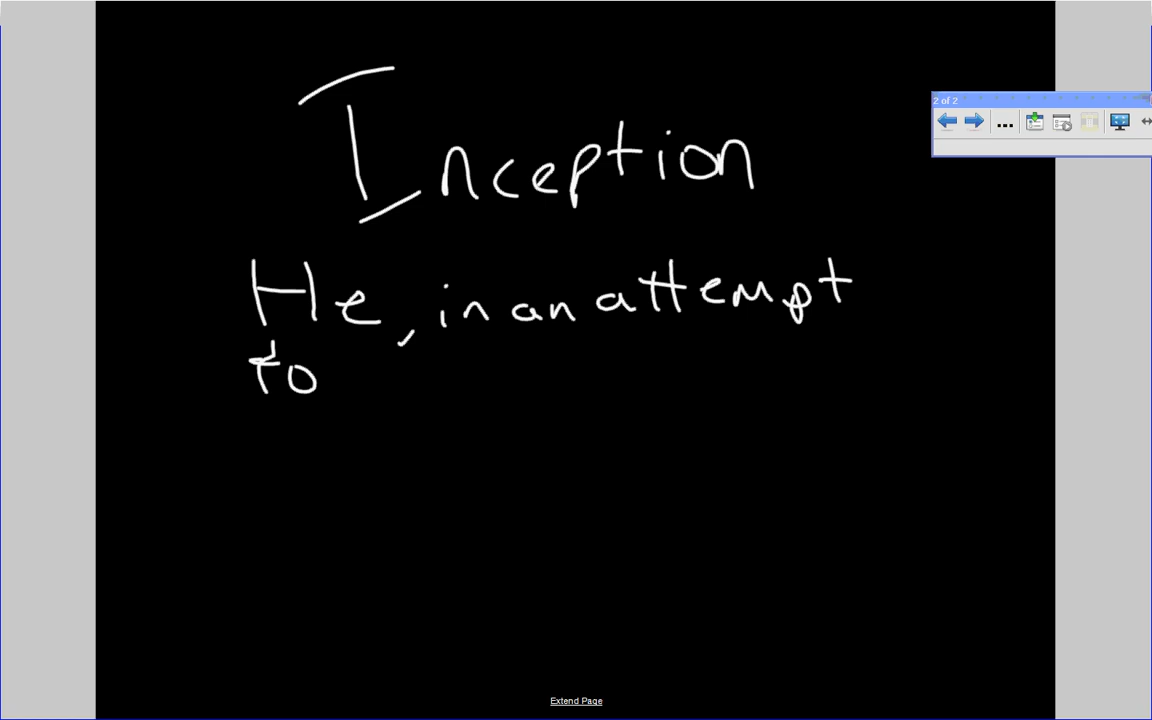 Inception
2 of 2
...
He, in an attempt
to
Extend Page